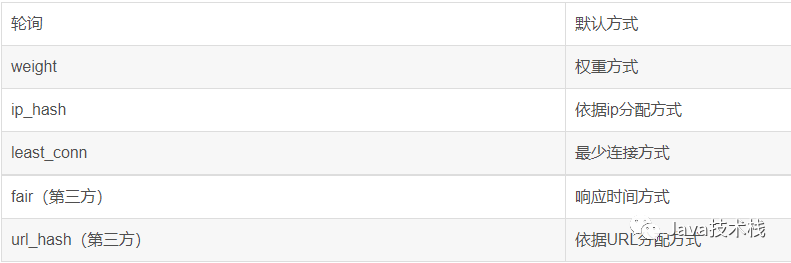 轮询 默认方式
weight 权重方式
ip_hash 依据ip分配方式
least_conn 最少连接方式
fair（第三方） 响应时间方式
url_hash（第三方） 依据URL分配方式
Java技术栈